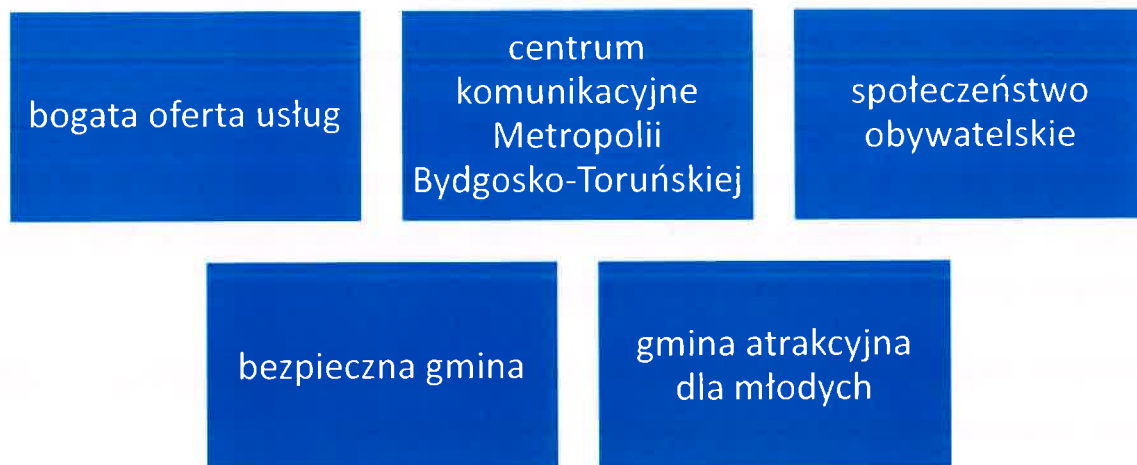 bogata oferta usług
centrum
komunikacyjne
Metropolii
Bydgosko-Toruńskiej
społeczeństwo
obywatelskie
bezpieczna gmina
gmina atrakcyjna
dla młodych